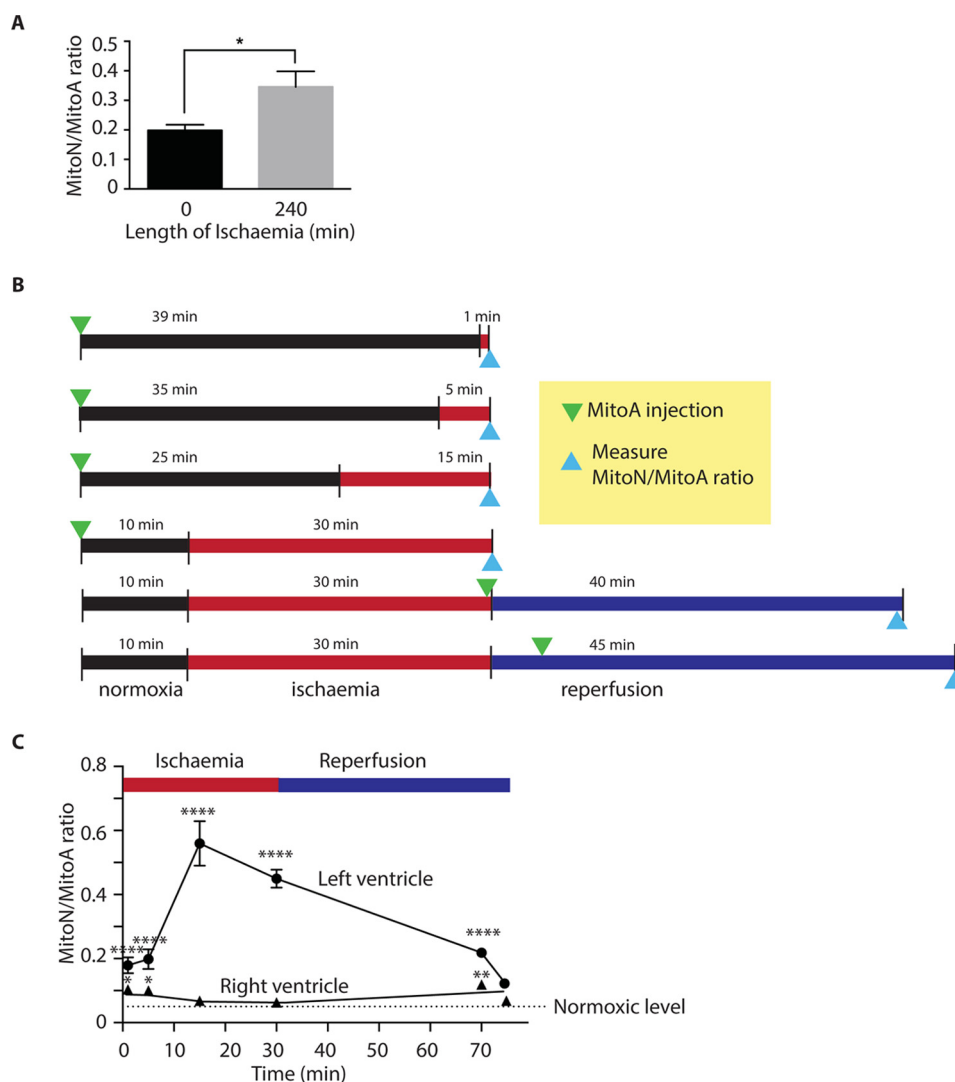 A
*
MitoN/MitoA ratio
0.5
0.4
0.3
0.2
0.1
0
0 240
Length of Ischaemia (min)
B
39 min 1 min
35 min 5 min
25 min 15 min
10 min 30 min
10 min 30 min 40 min
10 min 30 min 45 min
normoxia ischaemia reperfusion
MitoA injection
Measure
MitoN/MitoA ratio
C
MitoN/MitoA ratio
0.8
0.6
0.4
0.2
0
Ischaemia Reperfusion
****
****
Left ventricle
**** **** ****
* * **
Right ventricle
Normoxic level
0 10 20 30 40 50 60 70
Time (min)